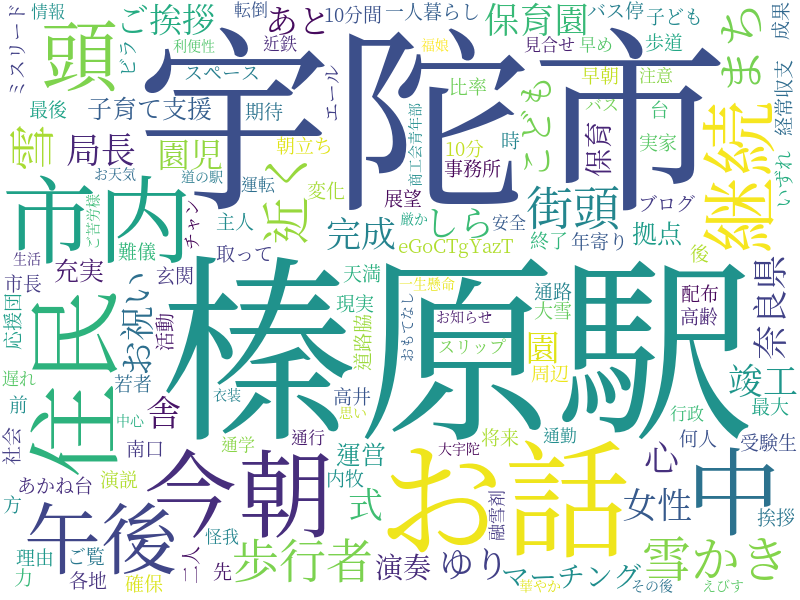 ミスリード
情報
ビラ
頭
ご挨拶
転倒
あと
10分間
一人暮らし
保育園
バス停
子ども
成果
近鉄
利便性
スペース
エール
宇陀市
福娘
見合せ
早め
歩道
まち
最後
子育て支援
期待
比率
早朝
注意
経常収支
雪
局長
園児
朝立ち
商工会青年部
10分
時
こども
保育
バス
台
実家
継続
お天気
道の駅
運転
変化
事務所
市内
ご苦労様
近く
厳か
展望
街頭
ブログ
いずれ
難儀
チャン
主人
完成
しら
安全
拠点
生活
取って
eGoCTgYazT
終了
年寄り
後
市長
充実
玄関
天満
一生懸命
通路
配布
奈良県
応援団
住民
お祝い
活動
榛原駅
現実
おもてなし
お知らせ
大雪
高齢
道路協
スリップ
園
竣工
遅れ
若者
衣装
高井
思い
周辺
最大
前
中心
舎
行政
社会
南口
通学
通行
運営
お話
将来
通勤
何人
受験生
中
あかね台
演説
今朝
内牧
大宇陀
心
方
午後
怪我
式
融雪剤
女性
挨拶
理由
ご覧
二人
歩行者
演奏
ゆり
マーチング
雪かき
力
各地
確保
先
華やか
その後
えびす